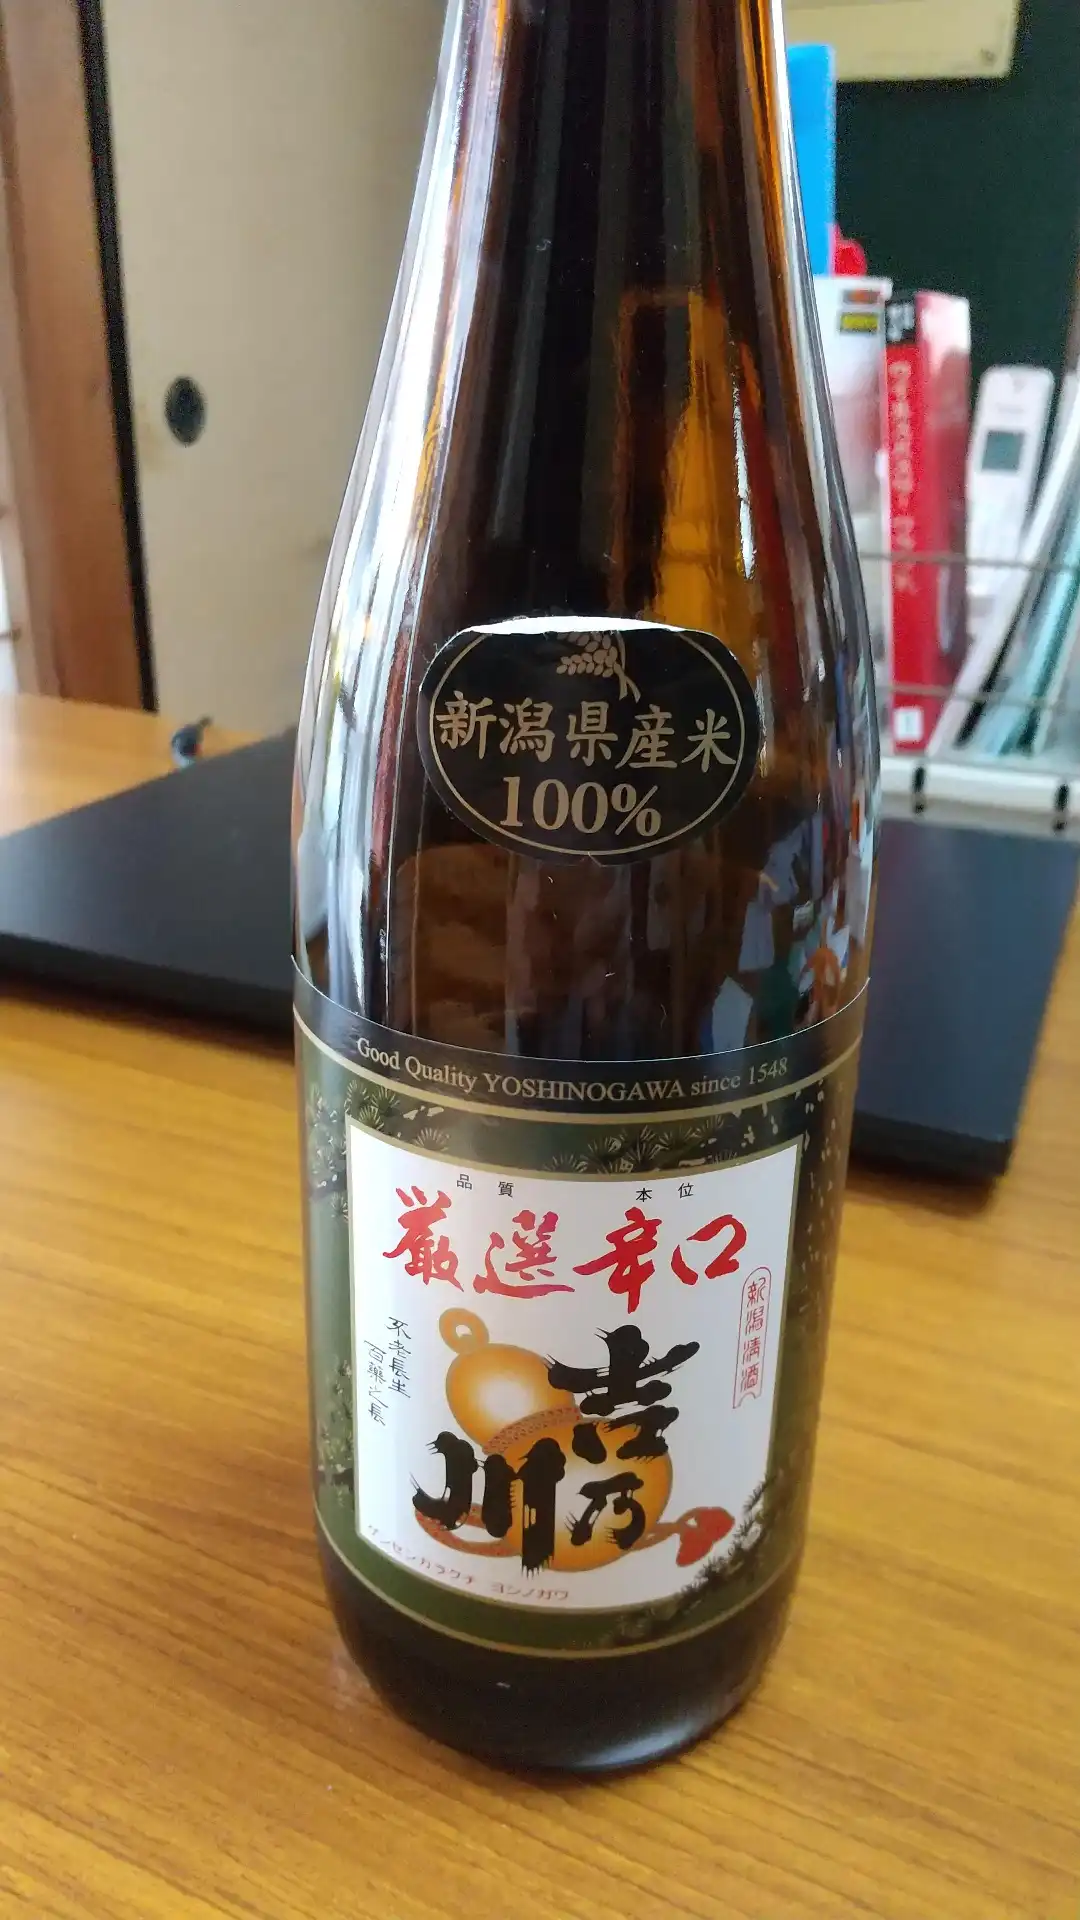 新潟県産米
100%
Good Quality YOSHINOGAWA since 1548
品質 本位
厳選辛口
新潟清酒
不老長生
百薬之長
吉乃川
ゲンセンカラクチ ヨシノガワ